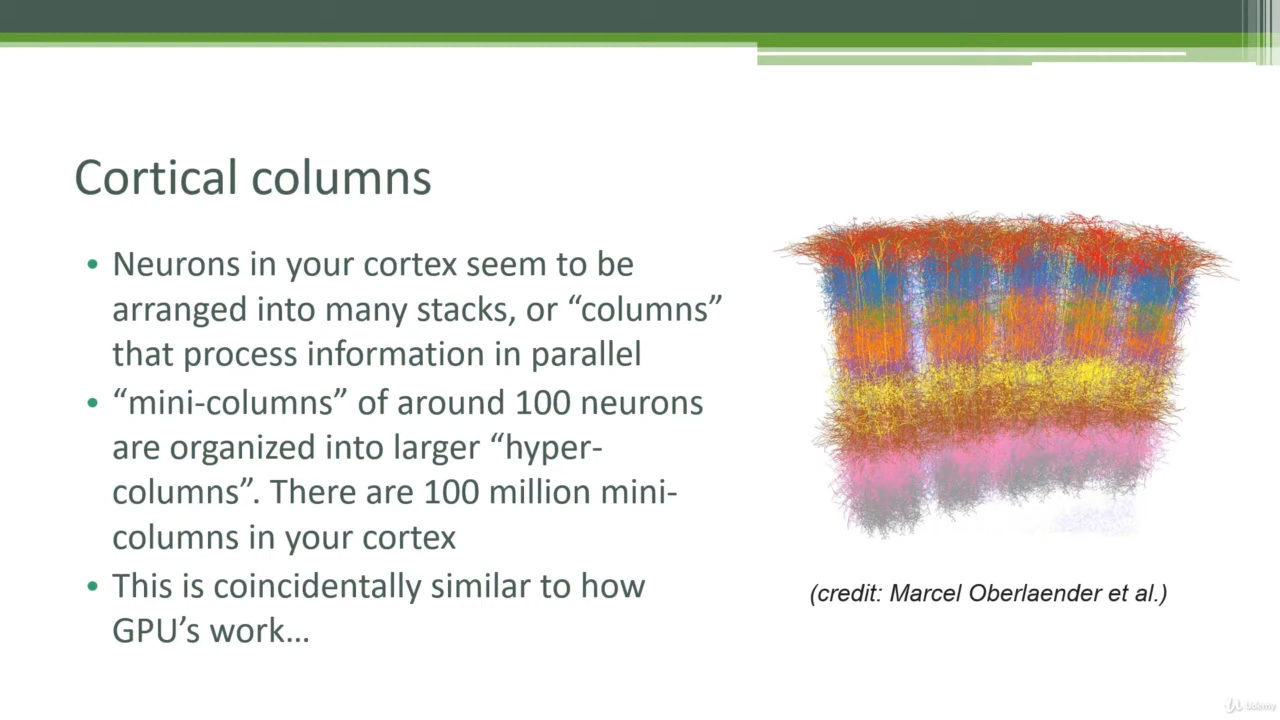 Cortical columns
• Neurons in your cortex seem to be
arranged into many stacks, or “columns”
that process information in parallel
• “mini-columns” of around 100 neurons
are organized into larger “hyper-
columns”. There are 100 million mini-
columns in your cortex
• This is coincidentally similar to how
GPU’s work…
(credit: Marcel Oberlaender et al.)
Udemy